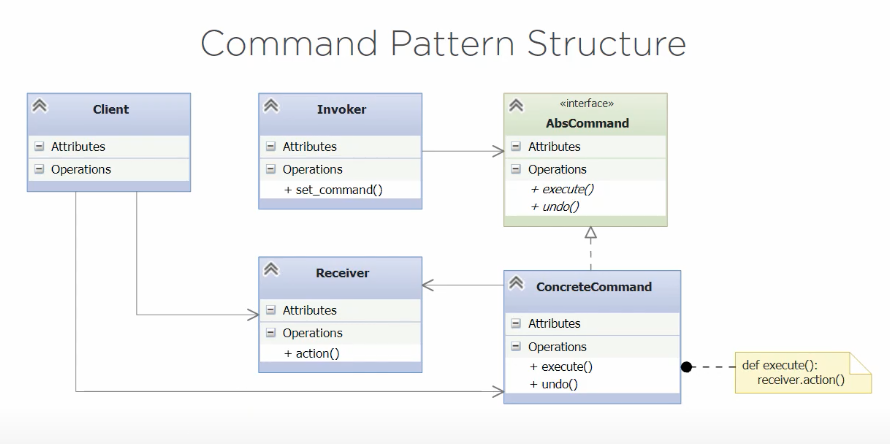 Command Pattern Structure
Client
Attributes
Operations
Invoker
Attributes
Operations
+ set_command()
«interface»
AbsCommand
Attributes
Operations
+ execute()
+ undo()
Receiver
Attributes
Operations
+ action()
ConcreteCommand
Attributes
Operations
+ execute()
+ undo()
def execute():
receiver.action()